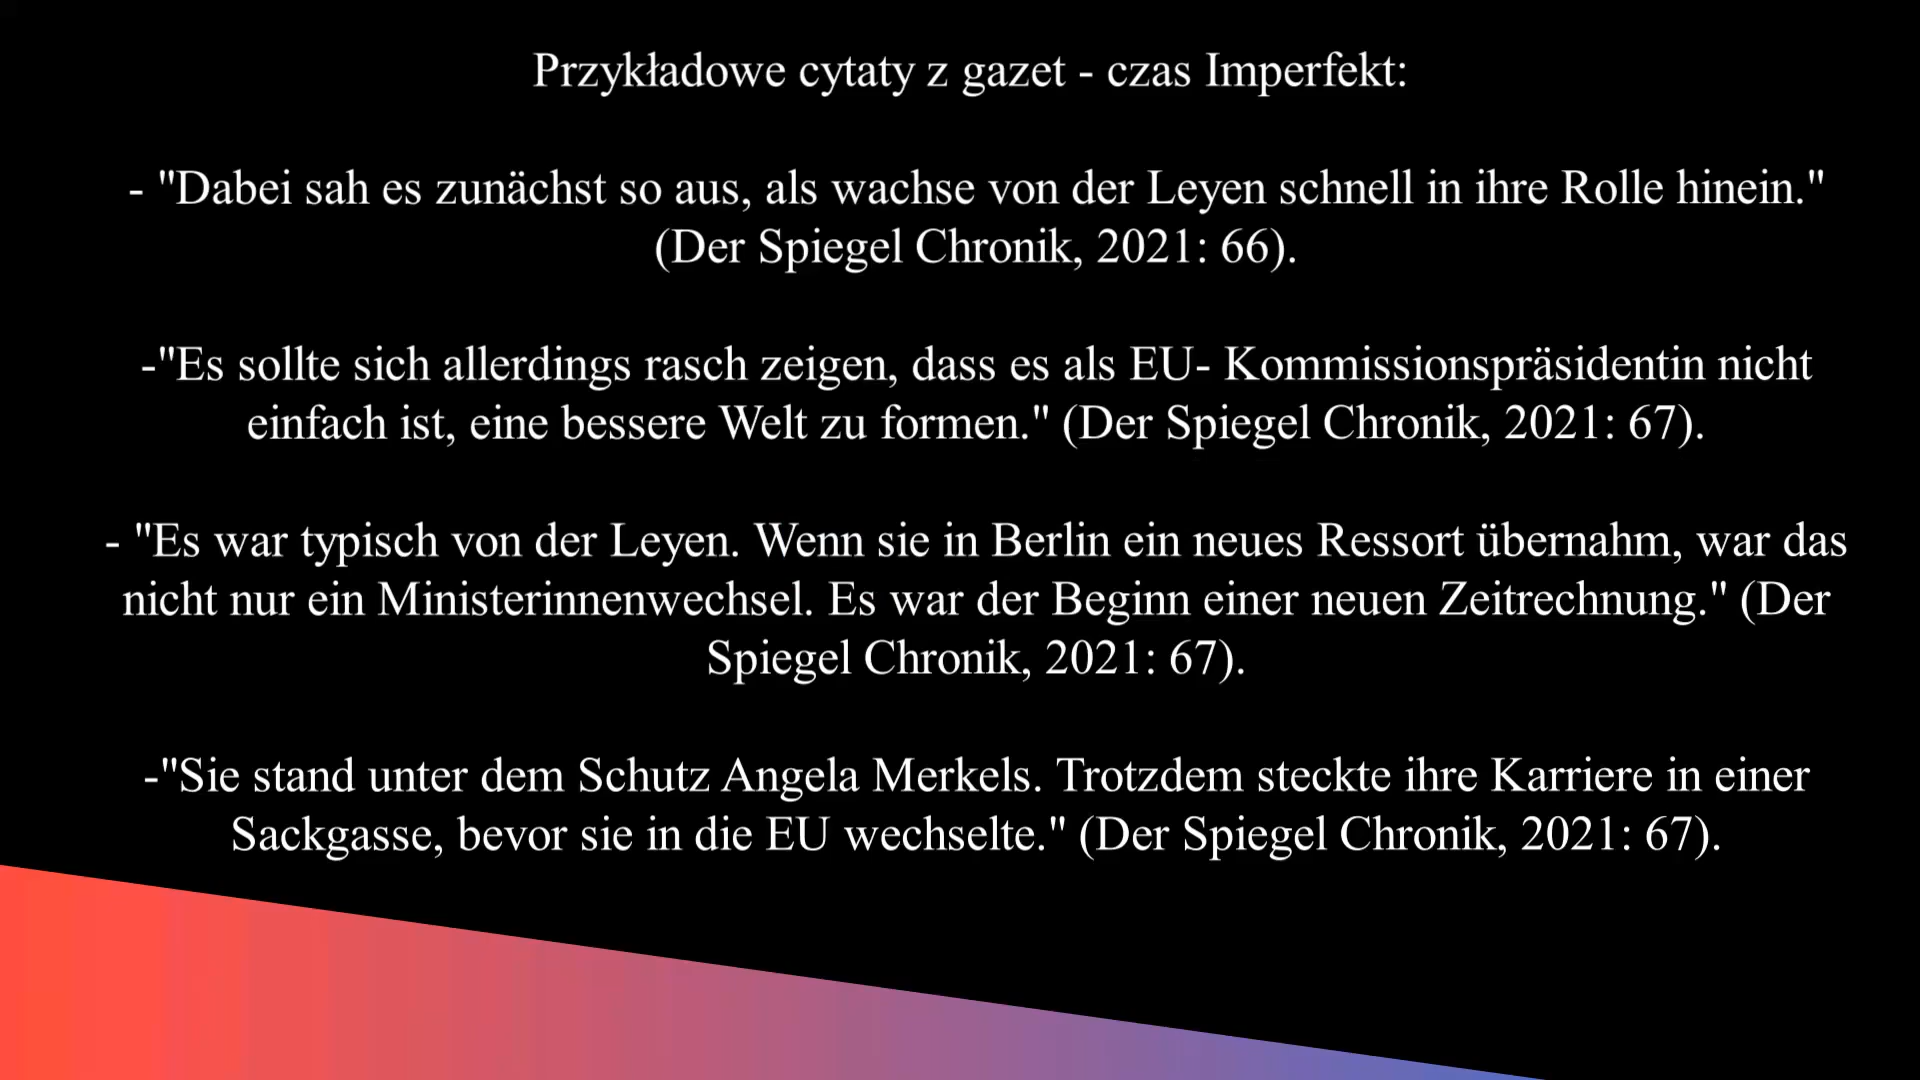 Przykładowe cytaty z gazet - czas Imperfekt:
- "Dabei sah es zunächst so aus, als wachse von der Leyen schnell in ihre Rolle hinein."
(Der Spiegel Chronik, 2021: 66).
-"Es sollte sich allerdings rasch zeigen, dass es als EU- Kommissionspräsidentin nicht
einfach ist, eine bessere Welt zu formen." (Der Spiegel Chronik, 2021: 67).
- "Es war typisch von der Leyen. Wenn sie in Berlin ein neues Ressort übernahm, war das
nicht nur ein Ministerinnenwechsel. Es war der Beginn einer neuen Zeitrechnung." (Der
Spiegel Chronik, 2021: 67).
-"Sie stand unter dem Schutz Angela Merkels. Trotzdem steckte ihre Karriere in einer
Sackgasse, bevor sie in die EU wechselte." (Der Spiegel Chronik, 2021: 67).